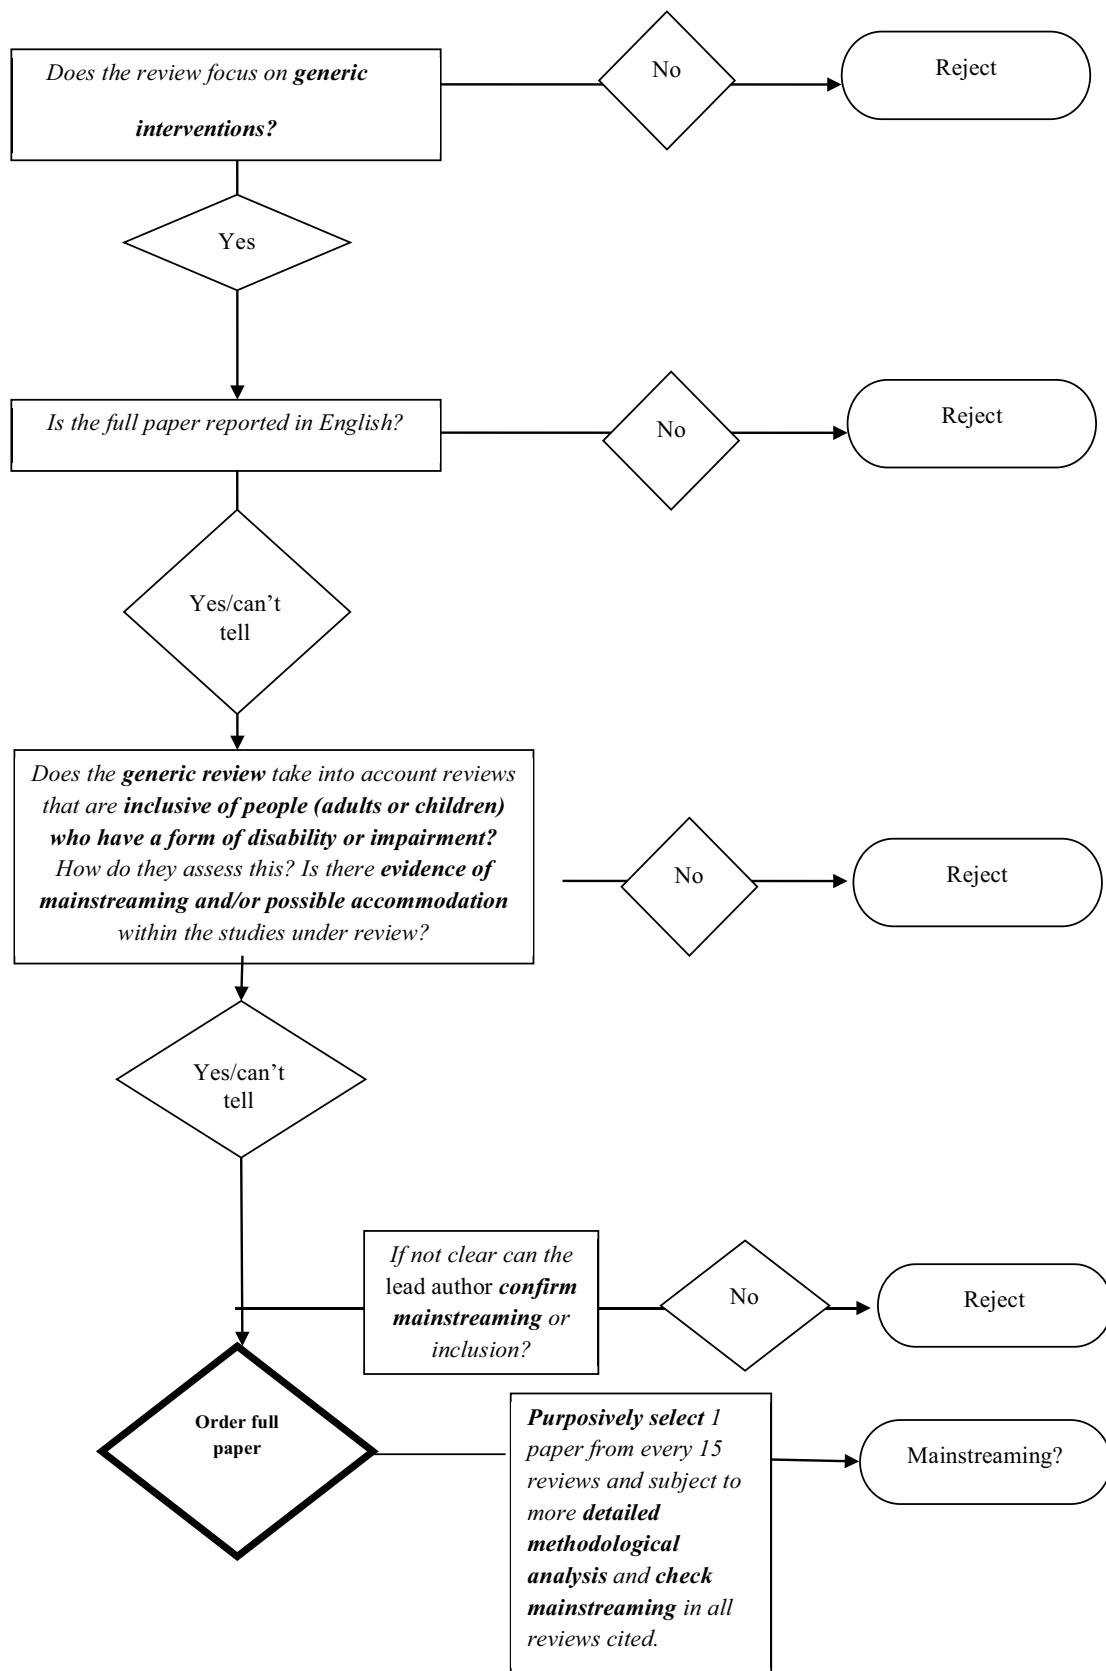 Does the review focus on generic
interventions?
No
Reject
Yes
Is the full paper reported in English?
No
Reject
Yes/can’t
tell
Does the generic review take into account reviews
that are inclusive of people (adults or children)
who have a form of disability or impairment?
How do they assess this? Is there evidence of
mainstreaming and/or possible accommodation
within the studies under review?
No
Reject
Yes/can’t
tell
If not clear can the
lead author confirm
mainstreaming or
inclusion?
No
Reject
Order full
paper
Purposively select 1
paper from every 15
reviews and subject to
more detailed
methodological
analysis and check
mainstreaming in all
reviews cited.
Mainstreaming?